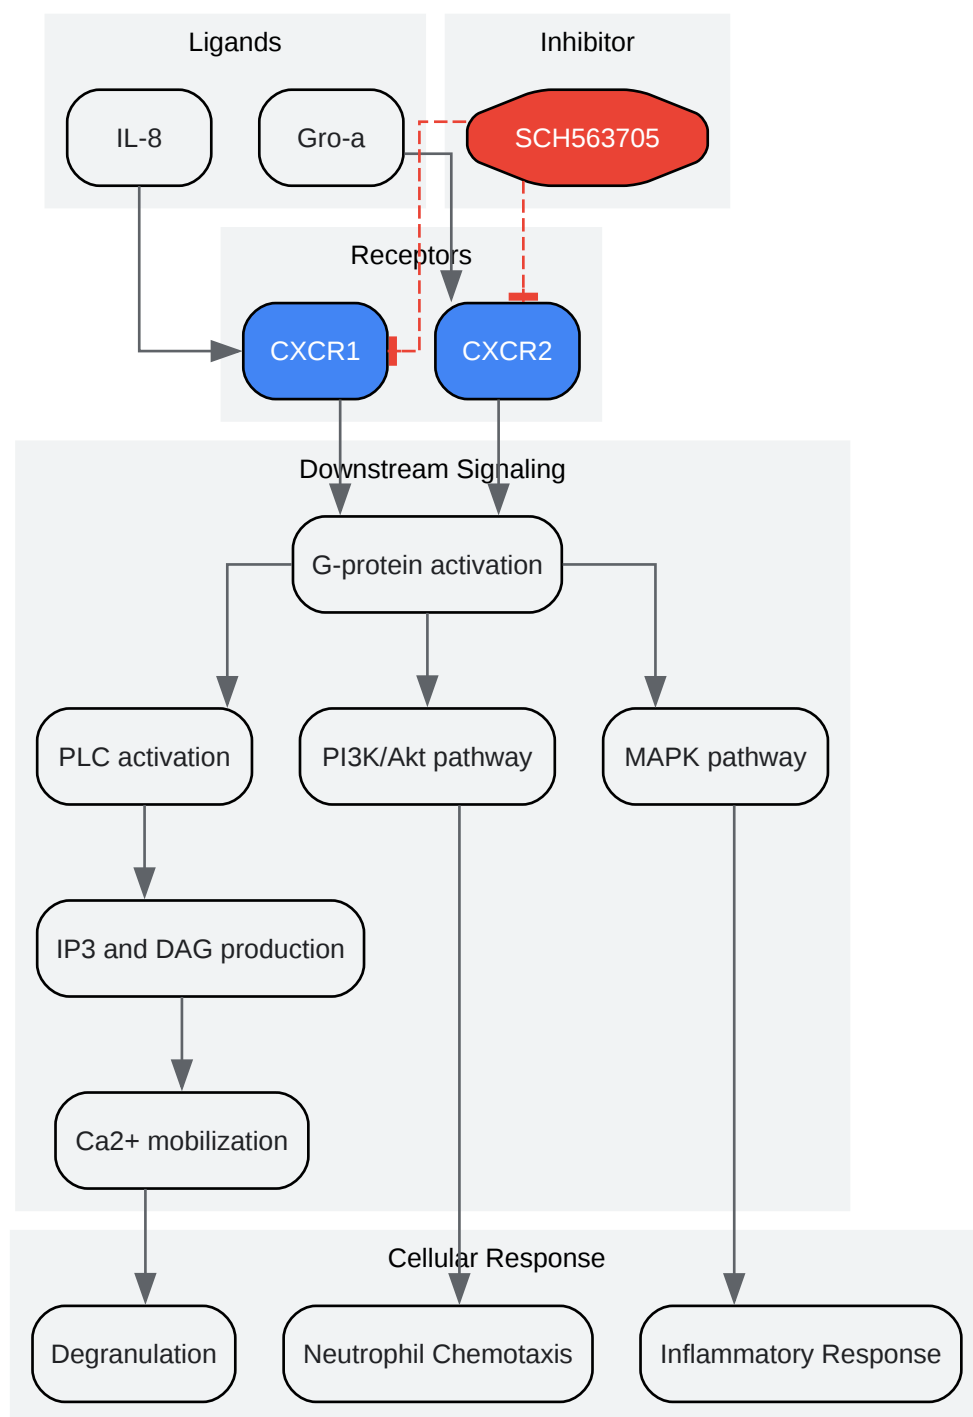 Ligands
Inhibitor
IL-8
Gro-a
SCH563705
Receptors
CXCR1
CXCR2
Downstream Signaling
G-protein activation
PLC activation
PI3K/Akt pathway
MAPK pathway
IP3 and DAG production
Ca2+ mobilization
Cellular Response
Degranulation
Neutrophil Chemotaxis
Inflammatory Response